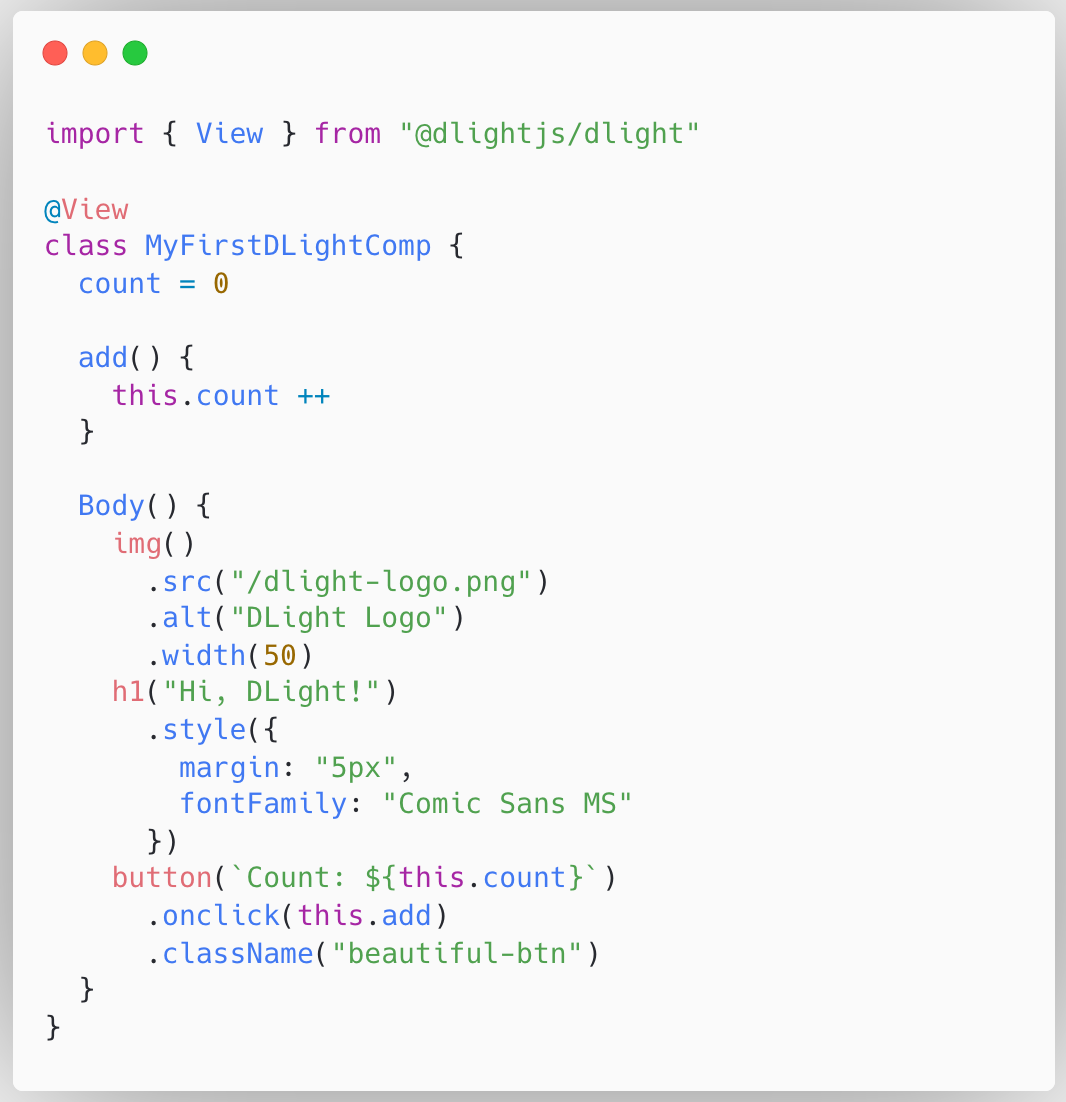 import { View } from "@dlightjs/dlight"

@View
class MyFirstDLightComp {
  count = 0

  add() {
    this.count ++
  }

  Body() {
    img()
      .src("/dlight-logo.png")
      .alt("DLight Logo")
      .width(50)
    h1("Hi, DLight!")
      .style({
        margin: "5px",
        fontFamily: "Comic Sans MS"
      })
    button(`Count: ${this.count}`)
      .onclick(this.add)
      .className("beautiful-btn")
  }
}